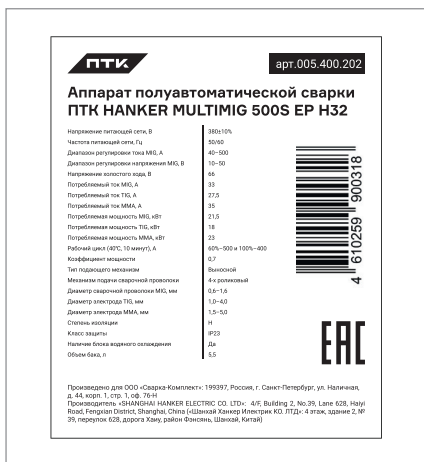 ПТК
арт.005.400.202
Аппарат полуавтоматической сварки
ПТК HANKER MULTIMIG 500S EP H32
Напряжение питающей сети, В 380±10%
Частота питающей сети, Гц 50/60
Диапазон регулировки тока MIG, А 40–500
Диапазон регулировки напряжения MIG, В 10–50
Напряжение холостого хода, В 66
Потребляемый ток MIG, А 33
Потребляемый ток TIG, А 27,5
Потребляемый ток MMA, А 35
Потребляемая мощность MIG, кВт 21,5
Потребляемая мощность TIG, кВт 18
Потребляемая мощность MMA, кВт 23
Рабочий цикл (40°С, 10 минут), А 60%–500 и 100%–400
Коэффициент мощности 0,7
Тип подающего механизм Выносной
Механизм подачи сварочной проволоки 4-х роликовый
Диаметр сварочной проволоки MIG, мм 0,6–1,6
Диаметр электрода TIG, мм 1,0–4,0
Диаметр электрода MMA, мм 1,5–5,0
Степень изоляции H
Класс защиты IP23
Наличие блока водяного охлаждения Да
Объем бака, л 5,5
4 610259 900318
EAC
Произведено для ООО «Сварка-Комплект»: 199397, Россия, г. Санкт-Петербург, ул. Наличная,
д. 44, корп. 1, стр. 1, оф. 76-Н
Производитель «SHANGHAI HANKER ELECTRIC CO. LTD»: 4/F, Building 2, No.39, Lane 628, Haiyi
Road, Fengxian District, Shanghai, China («Шанхай Ханкер Илектрик КО. ЛТД»: 4 этаж, здание 2, №
39, переулок 628, дорога Хаиу, район Фэнсянь, Шанхай, Китай)